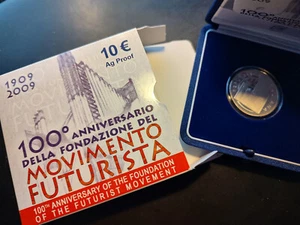 1909
2009
10 €
Ag Proof
100° ANNIVERSARIO
DELLA FONDAZIONE DEL
MOVIMENTO
FUTURISTA
100TH ANNIVERSARY OF THE FOUNDATION
OF THE FUTURIST MOVEMENT
100°